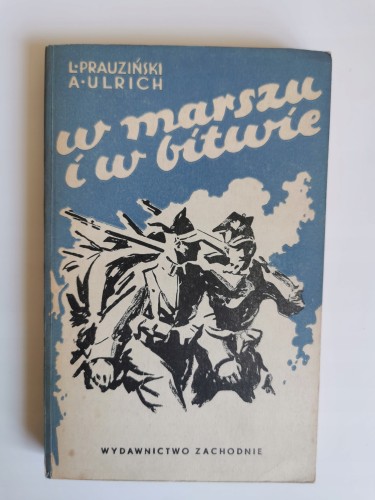 L·PRAUZIŃSKI
A·ULRICH
w marszu
i w bitwie
WYDAWNICTWO ZACHODNIE